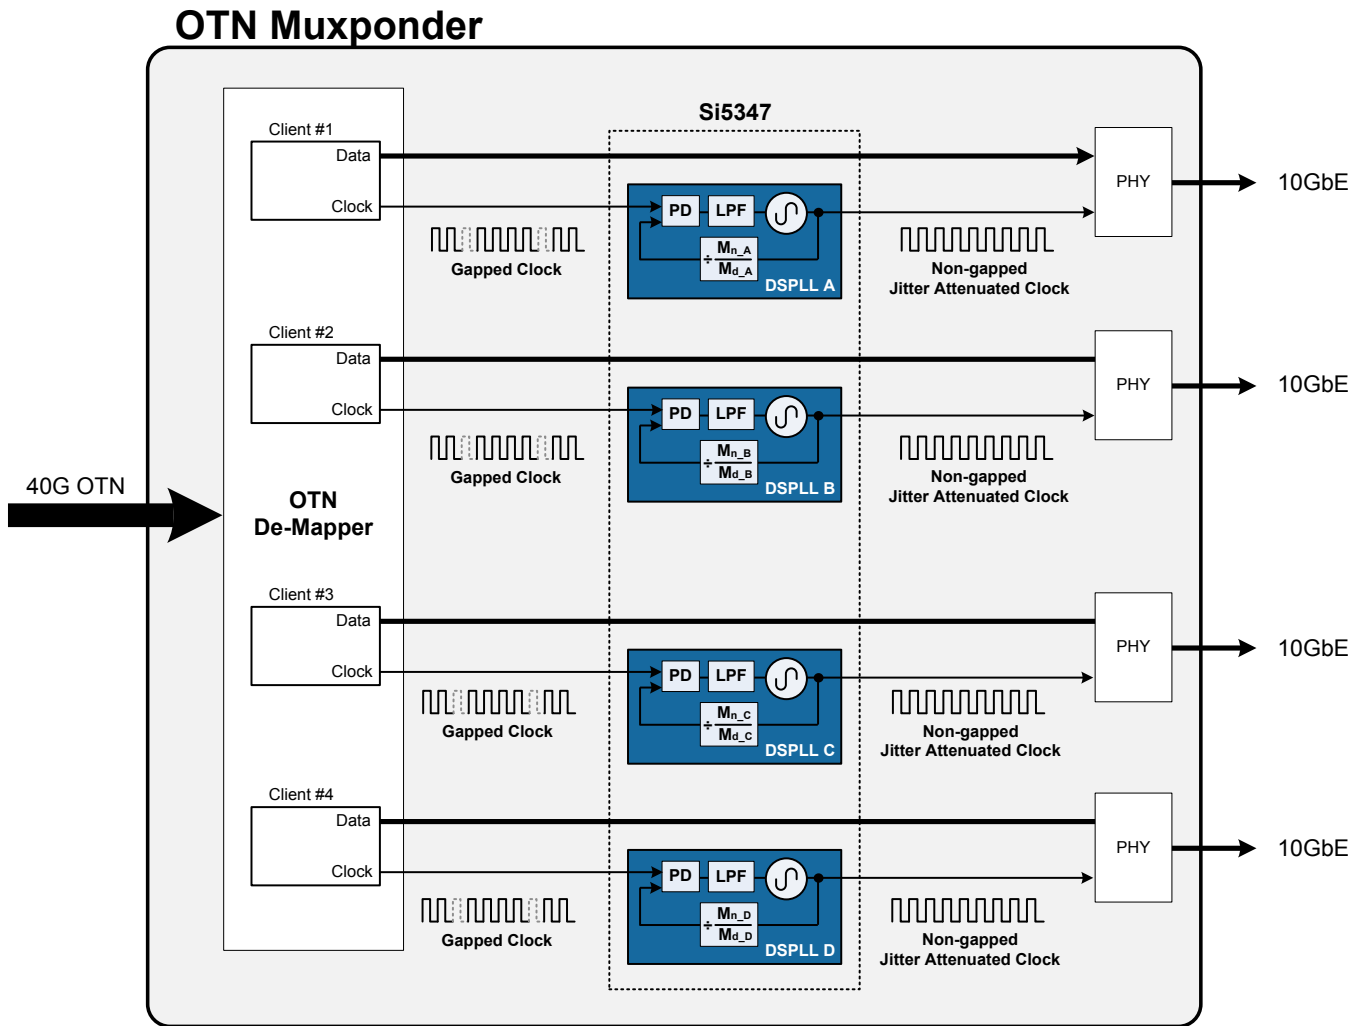 OTN Muxponder
Si5347
40G OTN
OTN
De-Mapper
Client #1
Data
Clock
Gapped Clock
PD
LPF
÷
Mn_A
Md_A
DSPLL A
Non-gapped
Jitter Attenuated Clock
PHY
10GbE
Client #2
Data
Clock
Gapped Clock
PD
LPF
÷
Mn_B
Md_B
DSPLL B
Non-gapped
Jitter Attenuated Clock
PHY
10GbE
Client #3
Data
Clock
Gapped Clock
PD
LPF
÷
Mn_C
Md_C
DSPLL C
Non-gapped
Jitter Attenuated Clock
PHY
10GbE
Client #4
Data
Clock
Gapped Clock
PD
LPF
÷
Mn_D
Md_D
DSPLL D
Non-gapped
Jitter Attenuated Clock
PHY
10GbE